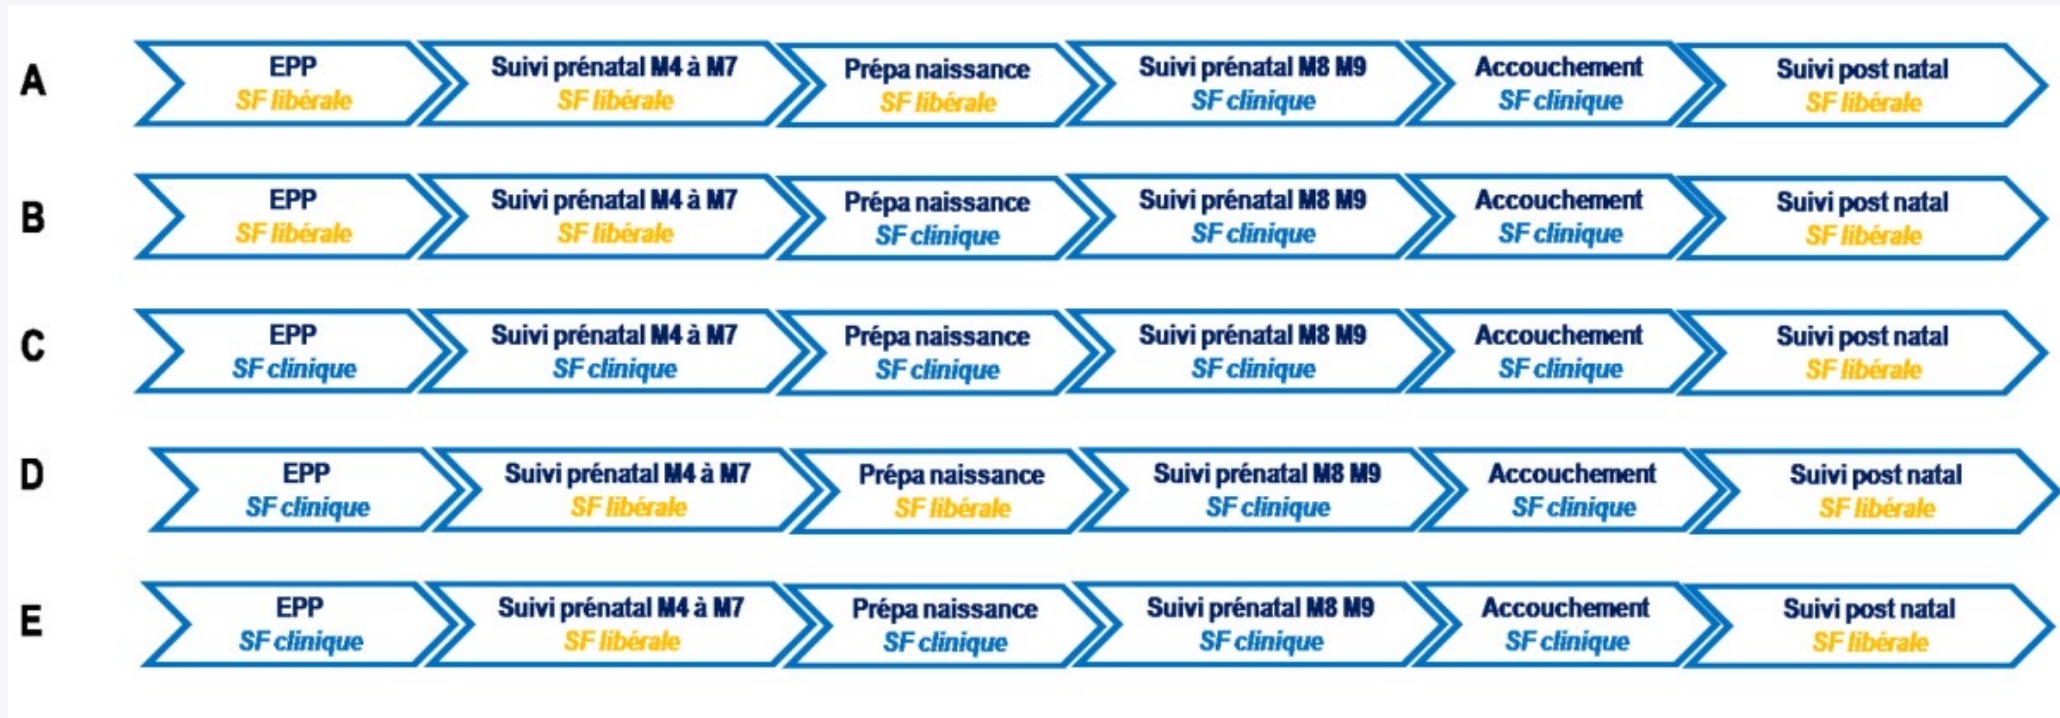 A
EPP
SF libérale
Suivi prénatal M4 à M7
SF libérale
Prépa naissance
SF libérale
Suivi prénatal M8 M9
SF clinique
Accouchement
SF clinique
Suivi post natal
SF libérale
B
EPP
SF libérale
Suivi prénatal M4 à M7
SF libérale
Prépa naissance
SF clinique
Suivi prénatal M8 M9
SF clinique
Accouchement
SF clinique
Suivi post natal
SF libérale
C
EPP
SF clinique
Suivi prénatal M4 à M7
SF clinique
Prépa naissance
SF clinique
Suivi prénatal M8 M9
SF clinique
Accouchement
SF clinique
Suivi post natal
SF libérale
D
EPP
SF clinique
Suivi prénatal M4 à M7
SF libérale
Prépa naissance
SF libérale
Suivi prénatal M8 M9
SF clinique
Accouchement
SF clinique
Suivi post natal
SF libérale
E
EPP
SF clinique
Suivi prénatal M4 à M7
SF libérale
Prépa naissance
SF clinique
Suivi prénatal M8 M9
SF clinique
Accouchement
SF clinique
Suivi post natal
SF libérale